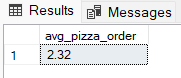 Results Messages
avg_pizza_order
1 2.32